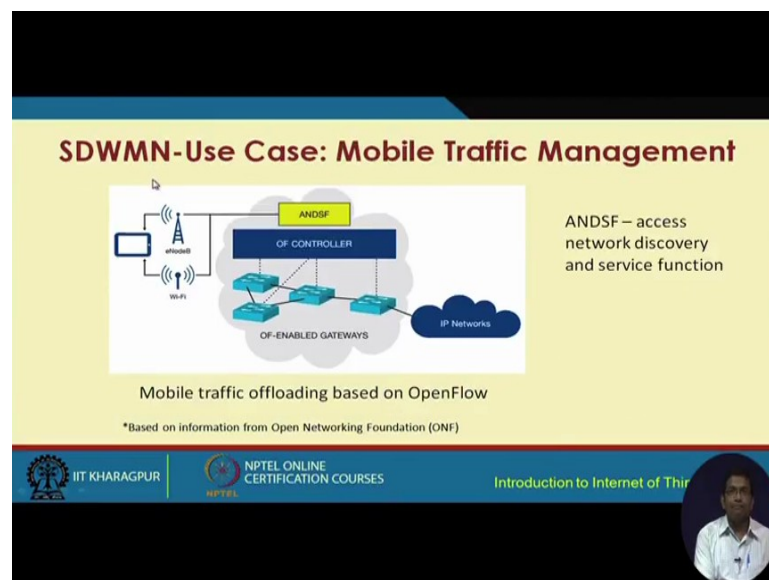 SDWMN-Use Case: Mobile Traffic Management
ANDSF
OF CONTROLLER
eNodeB
Wi-Fi
OF-ENABLED GATEWAYS
IP Networks
ANDSF – access
network discovery
and service function
Mobile traffic offloading based on OpenFlow
*Based on information from Open Networking Foundation (ONF)
IIT KHARAGPUR
NPTEL
NPTEL ONLINE
CERTIFICATION COURSES
Introduction to Internet of